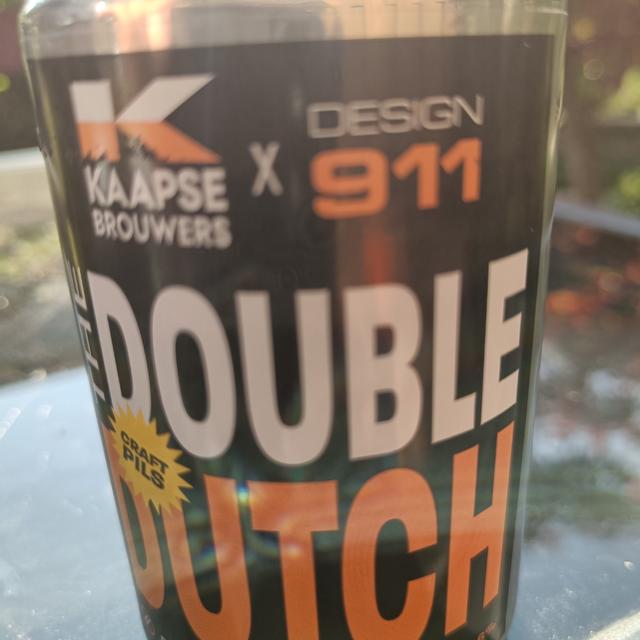 KAAPSE
BROUWERS
X
DESIGN
911
THE
DOUBLE
CRAFT
PILS
DUTCH